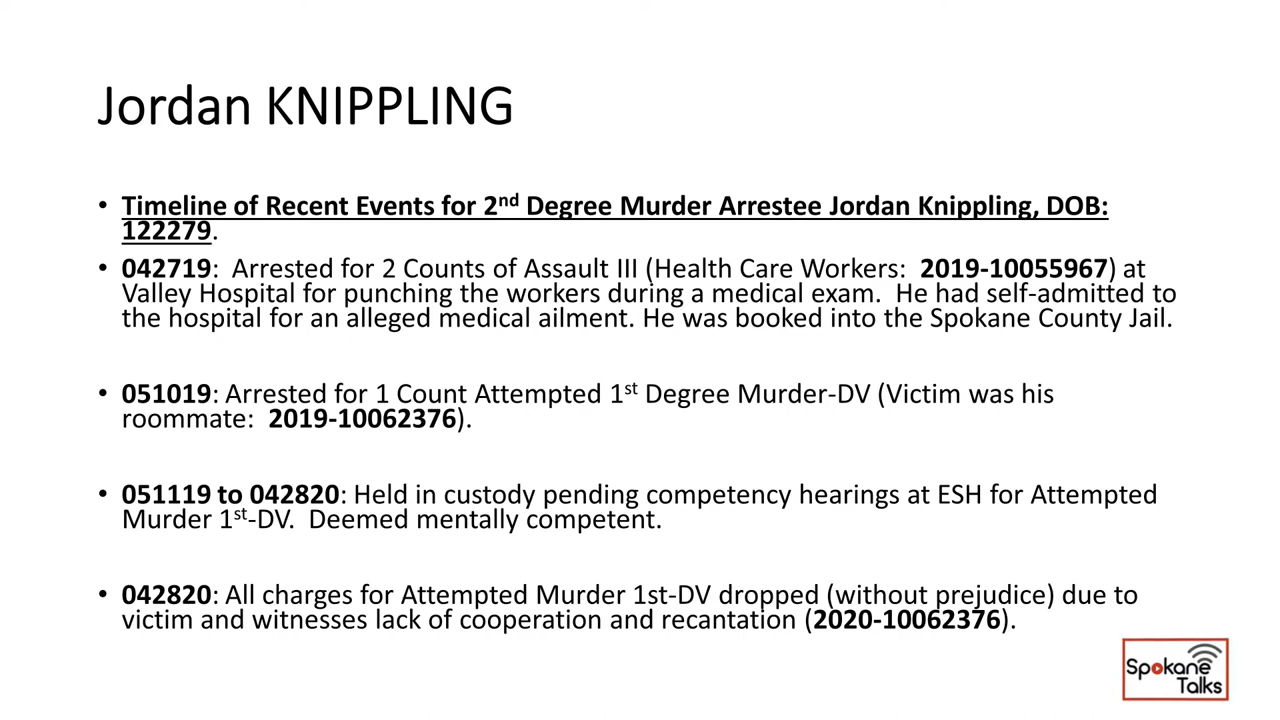 Jordan KNIPPLING
• Timeline of Recent Events for 2nd Degree Murder Arrestee Jordan Knippling, DOB:
122279.
• 042719:  Arrested for 2 Counts of Assault III (Health Care Workers:  2019-10055967) at
Valley Hospital for punching the workers during a medical exam.  He had self-admitted to
the hospital for an alleged medical ailment. He was booked into the Spokane County Jail.
• 051019: Arrested for 1 Count Attempted 1st Degree Murder-DV (Victim was his
roommate:  2019-10062376).
• 051119 to 042820: Held in custody pending competency hearings at ESH for Attempted
Murder 1st-DV.  Deemed mentally competent.
• 042820: All charges for Attempted Murder 1st-DV dropped (without prejudice) due to
victim and witnesses lack of cooperation and recantation (2020-10062376).
Spokane
Talks